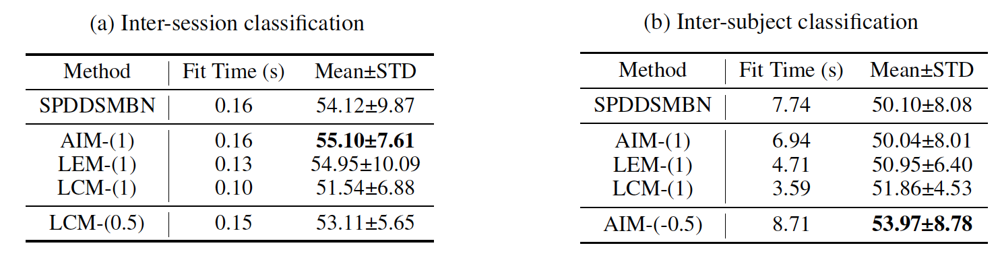 (a) Inter-session classification
Method Fit Time (s) Mean±STD
SPDDSMBN 0.16 54.12±9.87
AIM-(1) 0.16 55.10±7.61
LEM-(1) 0.13 54.95±10.09
LCM-(1) 0.10 51.54±6.88
LCM-(0.5) 0.15 53.11±5.65
(b) Inter-subject classification
Method Fit Time (s) Mean±STD
SPDDSMBN 7.74 50.10±8.08
AIM-(1) 6.94 50.04±8.01
LEM-(1) 4.71 50.95±6.40
LCM-(1) 3.59 51.86±4.53
AIM-(-0.5) 8.71 53.97±8.78